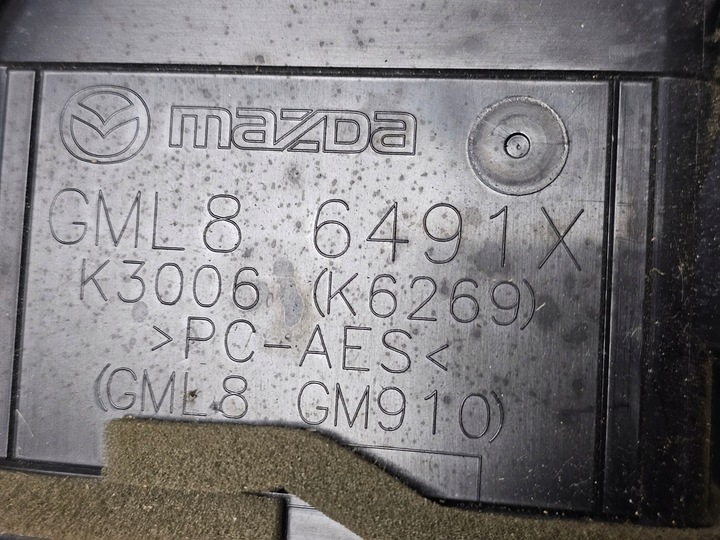 mazda
GML8 6491X
K3006 (K6269)
>PC-AES<
(GML8 GM910)